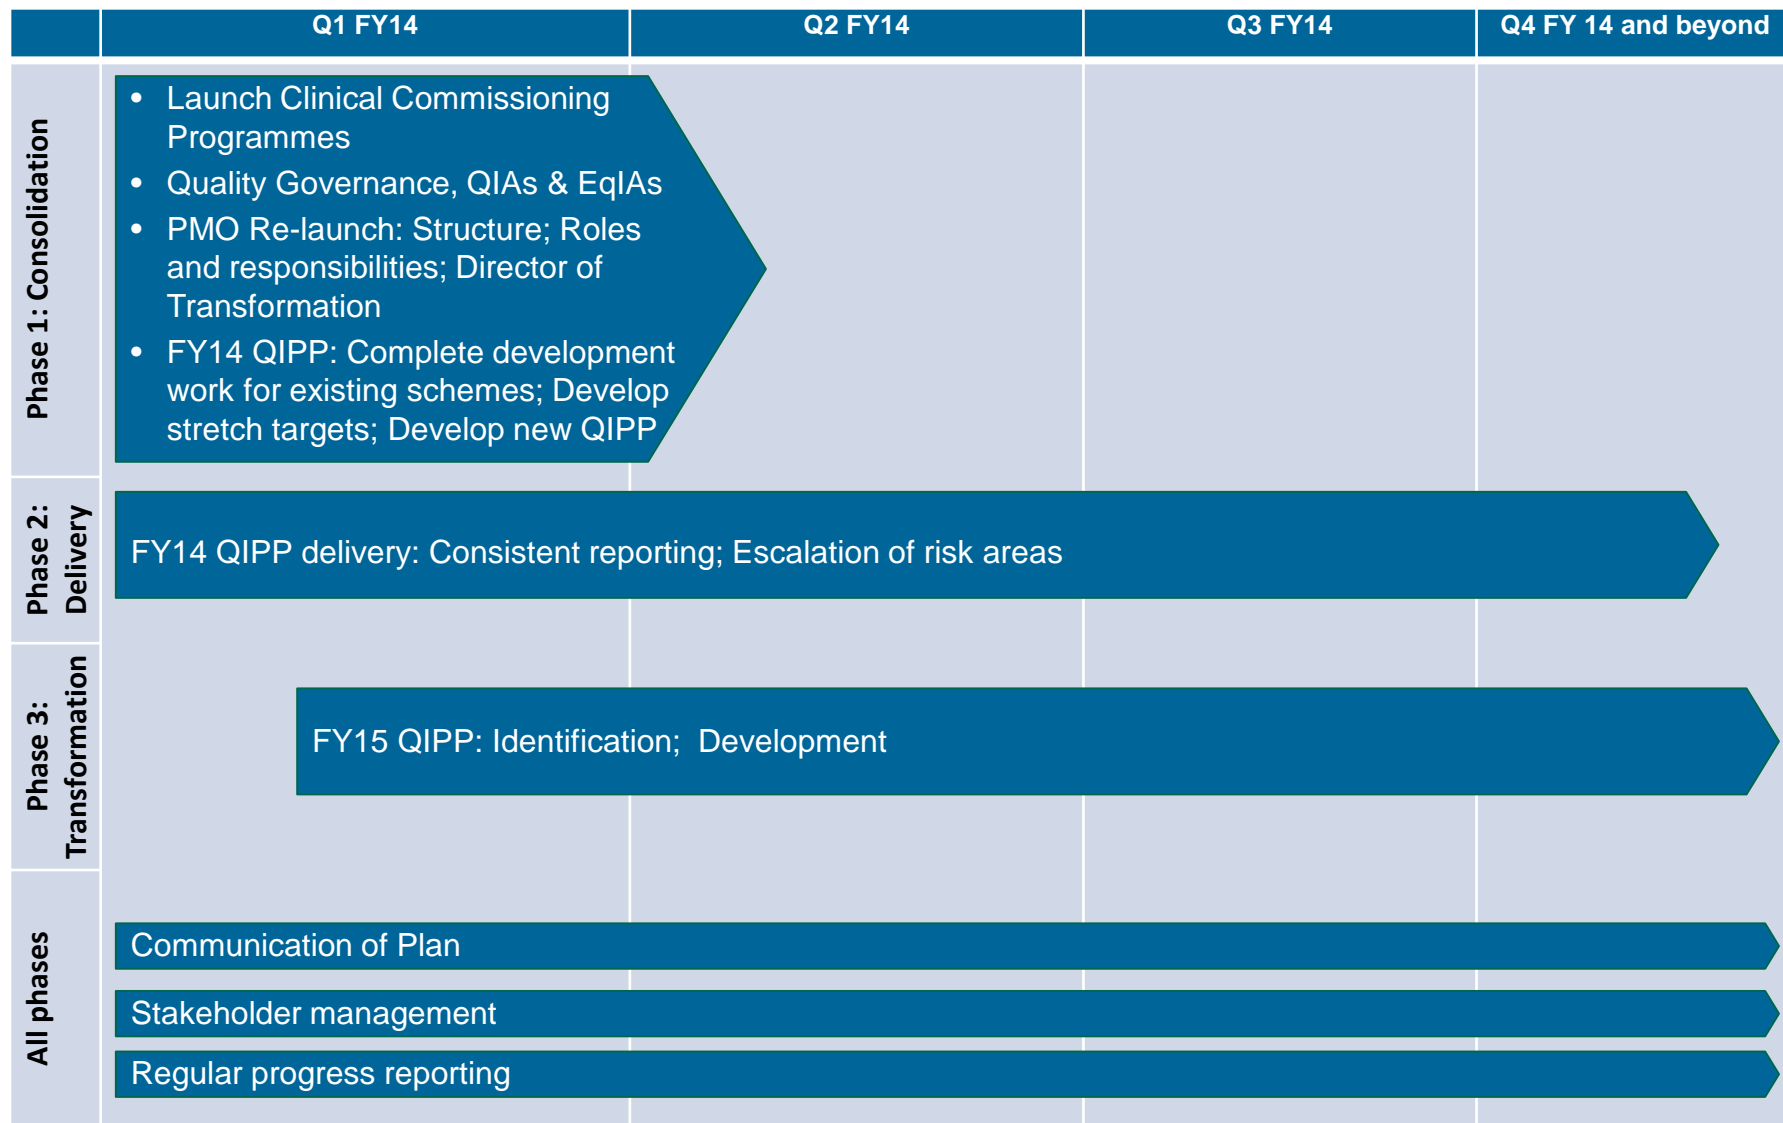 Q1 FY14
Q2 FY14
Q3 FY14
Q4 FY 14 and beyond
Phase 1: Consolidation
• Launch Clinical Commissioning
Programmes
• Quality Governance, QIAs & EqIAs
• PMO Re-launch: Structure; Roles
and responsibilities; Director of
Transformation
• FY14 QIPP: Complete development
work for existing schemes; Develop
stretch targets; Develop new QIPP
Phase 2:
Delivery
FY14 QIPP delivery: Consistent reporting; Escalation of risk areas
Phase 3:
Transformation
FY15 QIPP: Identification;  Development
All phases
Communication of Plan
Stakeholder management
Regular progress reporting